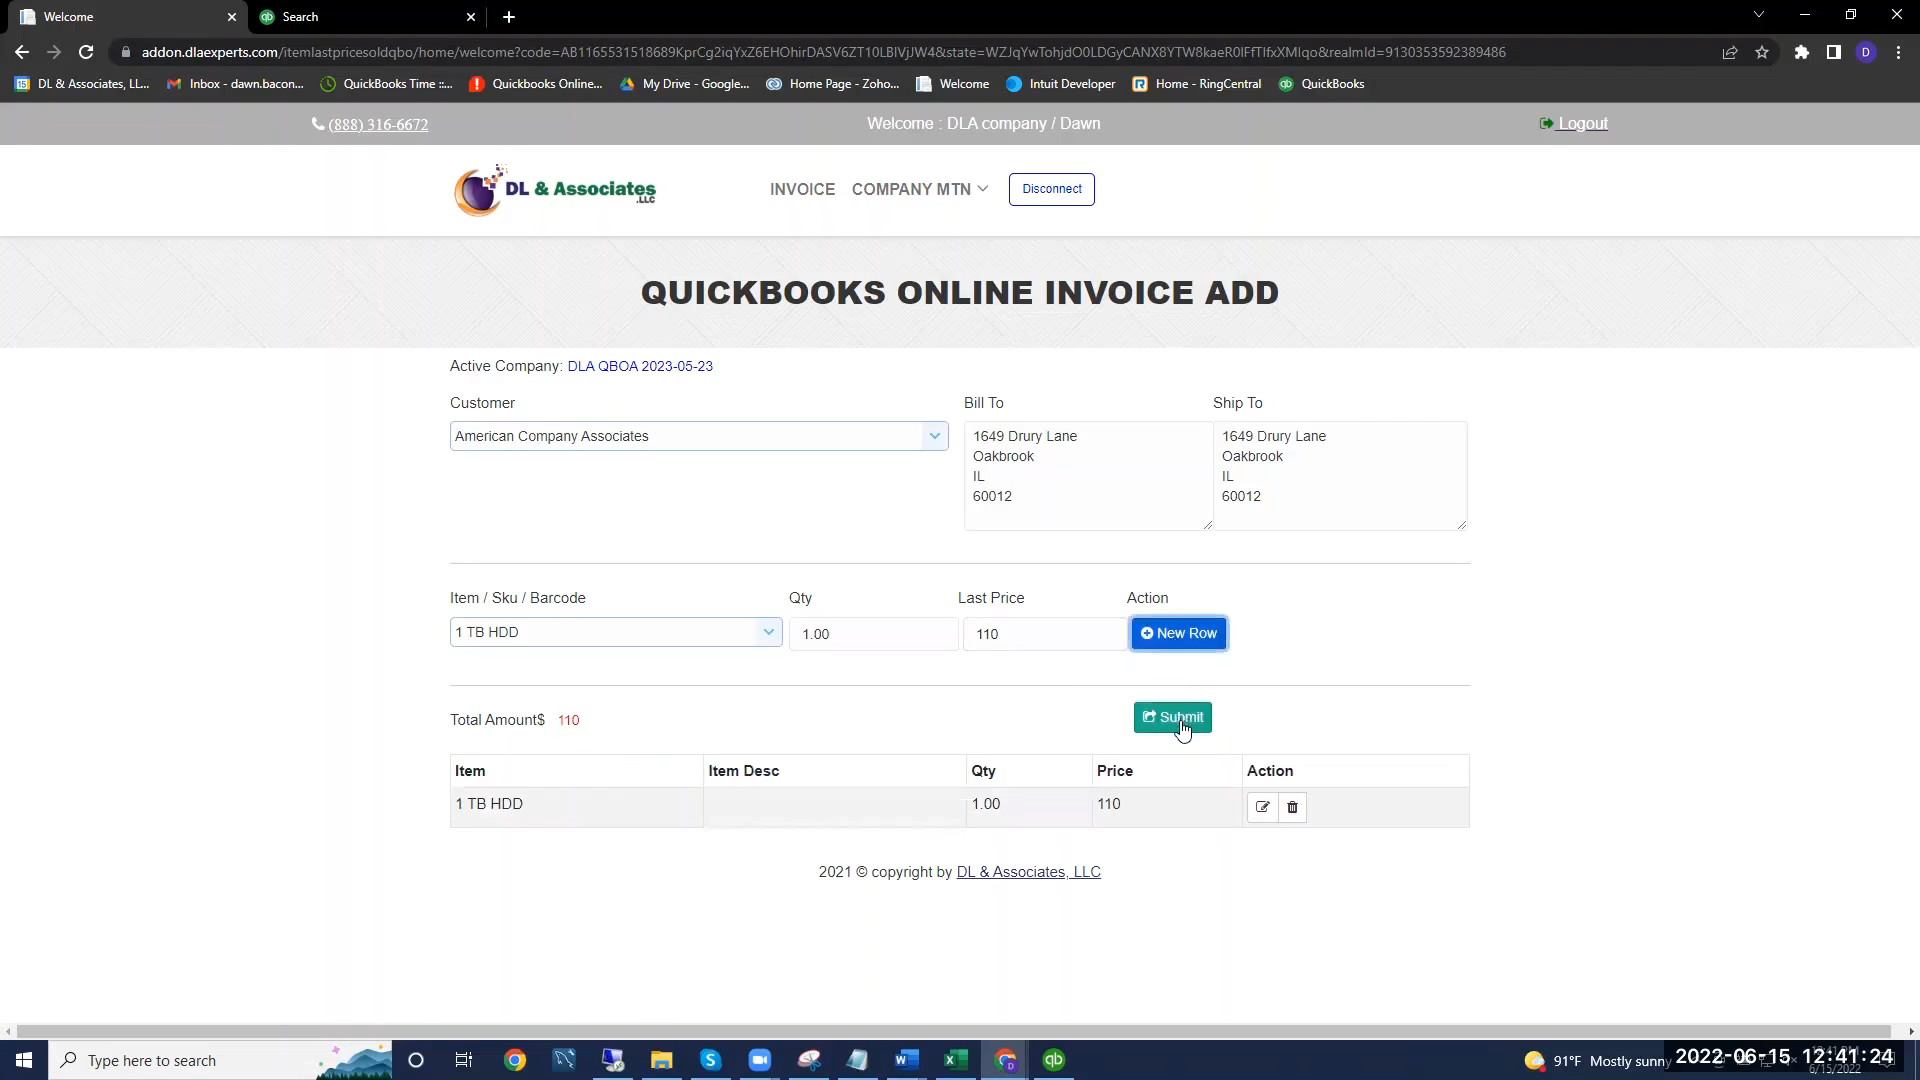 Welcome
Search
addon.dlaexperts.com/itemlastpricesoldqbo/home/welcome?code=AB1165531518689KprCg2iqYxZ6EHOhirDASV6ZT10LBlVjJW4&state=WZJqYwTohjdO0LDGyCANX8YTW8kaeR0lFfTlfxXMIqo&realmId=9130353592389486
D
DL & Associates, LL...
Inbox - dawn.bacon...
QuickBooks Time ::...
Quickbooks Online...
My Drive - Google...
Home Page - Zoho...
Welcome
Intuit Developer
Home - RingCentral
QuickBooks
(888) 316-6672
Welcome : DLA company / Dawn
Logout
DL & Associates
.LLC
INVOICE
COMPANY MTN
Disconnect
QUICKBOOKS ONLINE INVOICE ADD
Active Company: DLA QBOA 2023-05-23
Customer
Bill To
Ship To
American Company Associates
1649 Drury Lane
Oakbrook
IL
60012
1649 Drury Lane
Oakbrook
IL
60012
Item / Sku / Barcode
Qty
Last Price
Action
1 TB HDD
1.00
110
New Row
Total Amount$ 110
Submit
Item
Item Desc
Qty
Price
Action
1 TB HDD
1.00
110
2021 © copyright by DL & Associates, LLC
Type here to search
91°F Mostly sunny
2022-06-15 12:41:24
6/15/2022